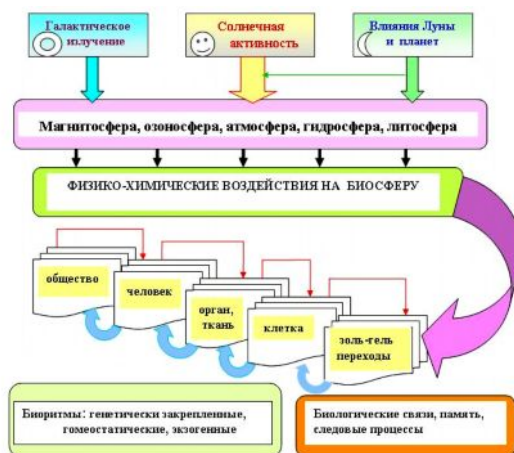 Галактическое
излучение
Солнечная
активность
Влияния Луны
и планет
Магнитосфера, озоносфера, атмосфера, гидросфера, литосфера
ФИЗИКО-ХИМИЧЕСКИЕ ВОЗДЕЙСТВИЯ НА БИОСФЕРУ
общество
человек
орган,
ткань
клетка
золь-гель
переходы
Биоритмы: генетически закрепленные,
гомеостатические, экзогенные
Биологические связи, память,
следовые процессы